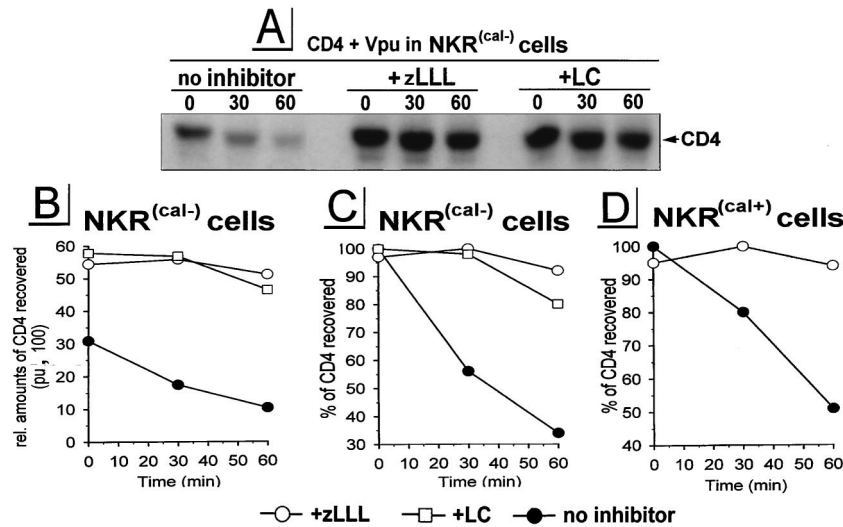 A CD4 + Vpu in NKR(cal-) cells
no inhibitor +zLLL +LC
0 30 60 0 30 60 0 30 60
CD4
B NKR(cal-) cells
rel. amounts of CD4 recovered
(pul, 100)
60
50
40
30
20
10
0
0 10 20 30 40 50 60
Time (min)
C NKR(cal-) cells
% of CD4 recovered
100
90
80
70
60
50
40
30
0 10 20 30 40 50 60
Time (min)
D NKR(cal+) cells
% of CD4 recovered
100
90
80
70
60
50
40
0 10 20 30 40 50 60
Time (min)
+zLLL +LC no inhibitor